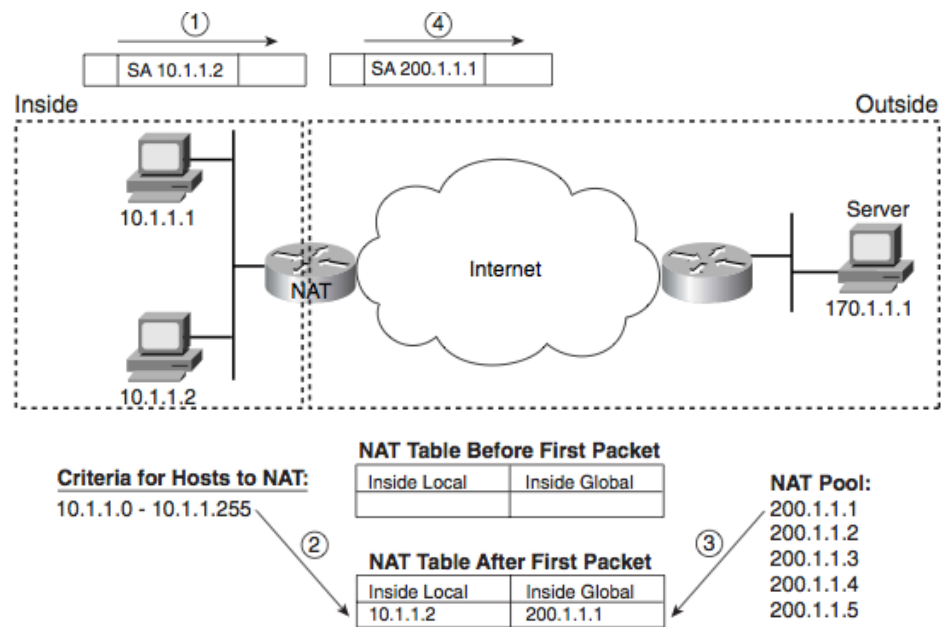 ①
④
SA 10.1.1.2
SA 200.1.1.1
Inside
Outside
10.1.1.1
Server
NAT
Internet
170.1.1.1
10.1.1.2
NAT Table Before First Packet
Criteria for Hosts to NAT:
Inside Local Inside Global
NAT Pool:
10.1.1.0 - 10.1.1.255
200.1.1.1
200.1.1.2
②
③
200.1.1.3
NAT Table After First Packet
200.1.1.4
Inside Local Inside Global
200.1.1.5
10.1.1.2 200.1.1.1